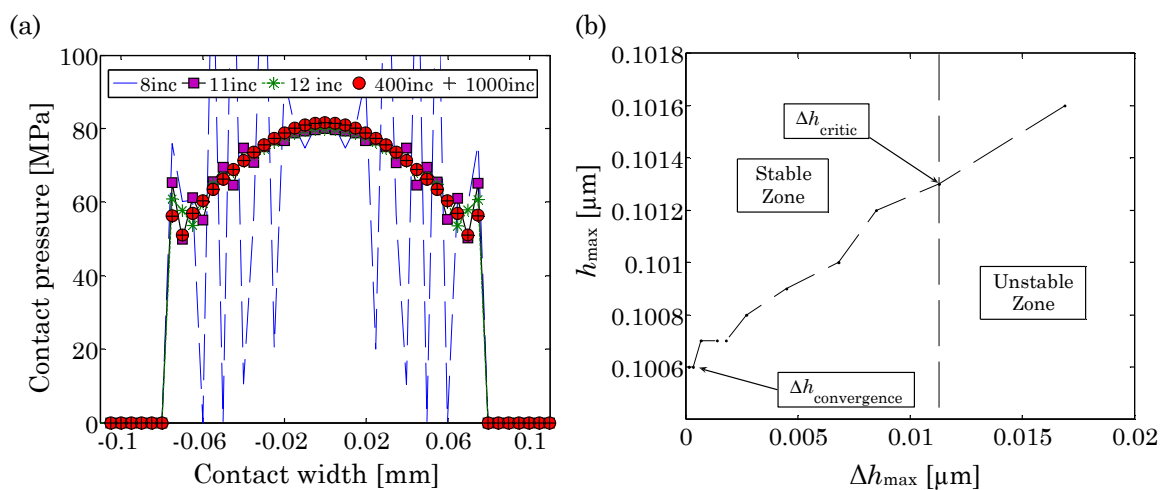 (a)
100
80
60
40
20
0
8inc 11inc 12 inc 400inc 1000inc
-0.1 -0.06 -0.02 0.02 0.06 0.1
Contact width [mm]
Contact pressure [MPa]
(b)
0.1018
0.1016
0.1014
0.1012
0.101
0.1008
0.1006
hmax [µm]
Δhcritic
Stable
Zone
Unstable
Zone
Δhconvergence
0 0.005 0.01 0.015 0.02
Δhmax [µm]